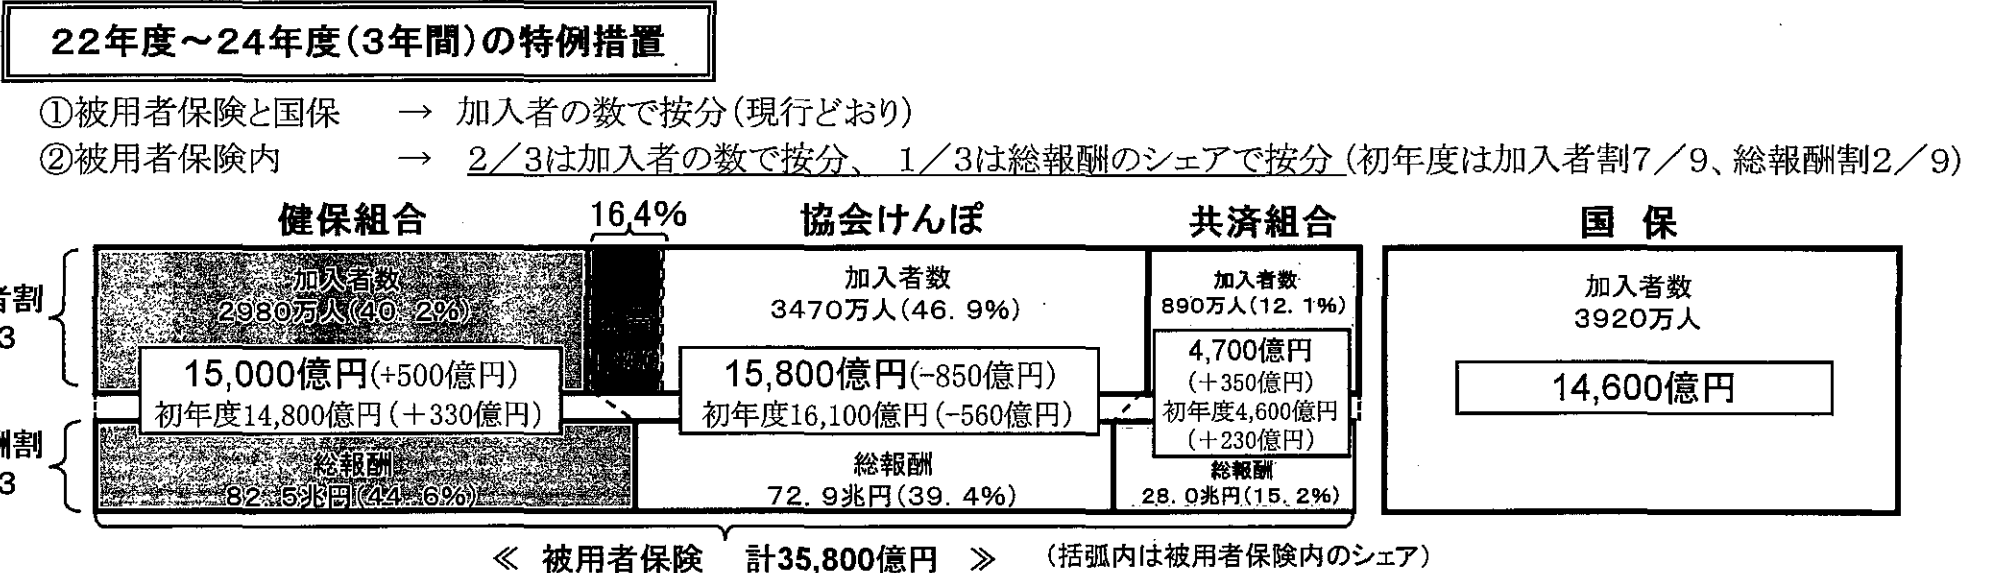 22年度～24年度(3年間)の特例措置
①被用者保険と国保 → 加入者の数で按分(現行どおり)
②被用者保険内 → 2／3は加入者の数で按分、 1／3は総報酬のシェアで按分(初年度は加入者割7／9、総報酬割2／9)
健保組合 16.4% 協会けんぽ 共済組合 国 保
者割
3
加入者数
2980万人(40．2%)
加入者数
3470万人(46．9%)
加入者数
890万人(12．1%)
加入者数
3920万人
15,000億円(+500億円)
初年度14,800億円(＋330億円)
15,800億円(-850億円)
初年度16,100億円(-560億円)
4,700億円
(＋350億円)
初年度4,600億円
(＋230億円)
14,600億円
酬割
3
総報酬
82．5兆円(44．6%)
総報酬
72．9兆円(39．4%)
総報酬
28．0兆円(15．2%)
≪ 被用者保険 計35,800億円 ≫ (括弧内は被用者保険内のシェア)